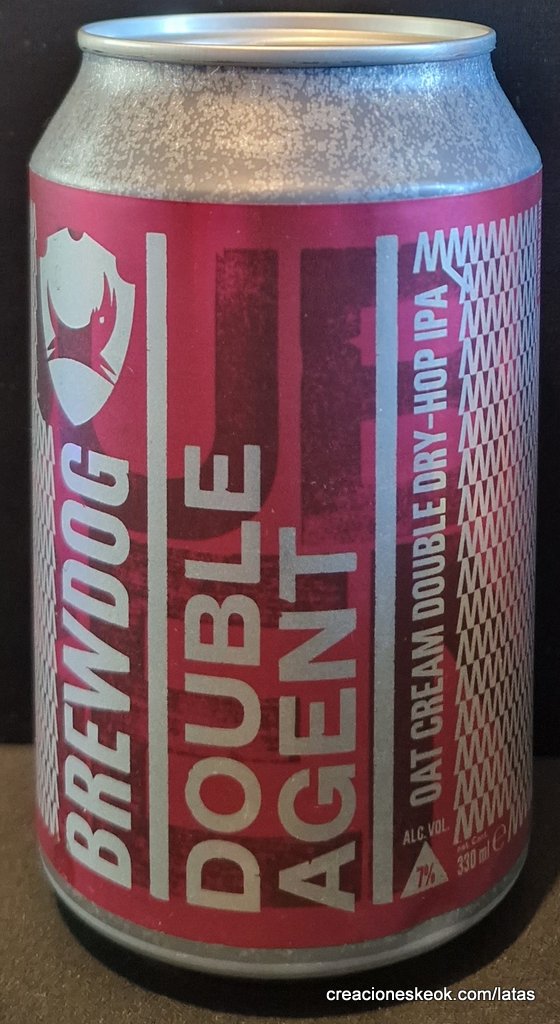 BREWDOG
DOUBLE
AGENT
OAT CREAM DOUBLE DRY-HOP IPA
ALC. VOL.
7%
330 ml e
creacioneskeok.com/latas